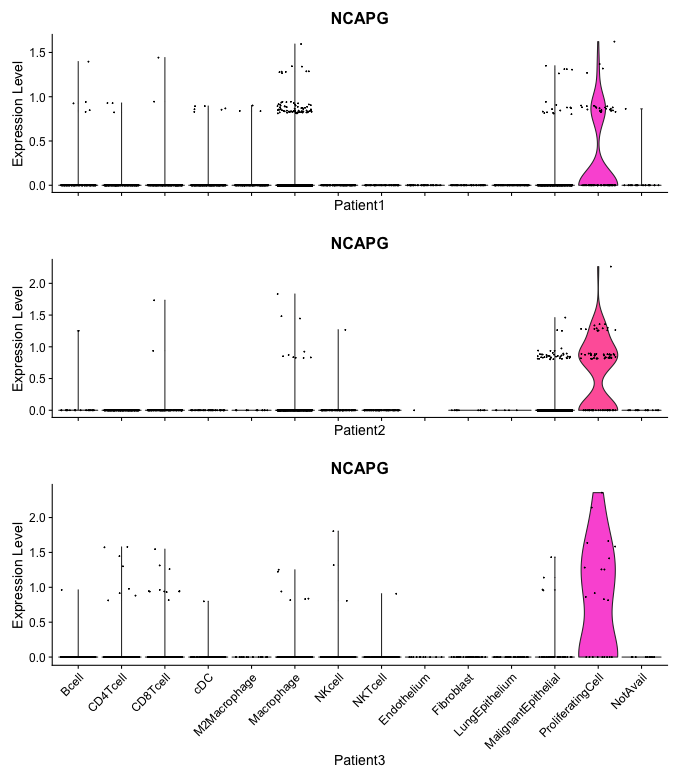 NCAPG
Expression Level
1.5
1.0
0.5
0.0
Patient1
NCAPG
Expression Level
2.0
1.5
1.0
0.5
0.0
Patient2
NCAPG
Expression Level
2.0
1.5
1.0
0.5
0.0
Bcell
CD4Tcell
CD8Tcell
cDC
M2Macrophage
Macrophage
NKcell
NKTcell
Endothelium
Fibroblast
LungEpithelium
MalignantEpithelial
ProliferatingCell
NotAvail
Patient3